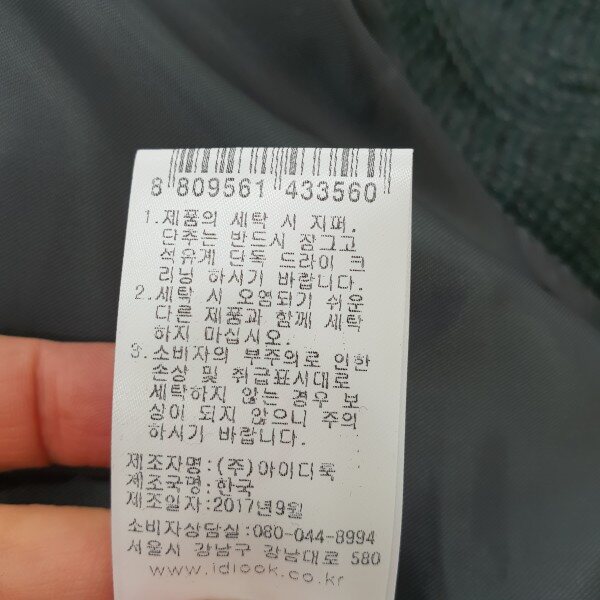 8 809561 433560
1.제품의 세탁 시 지퍼,
단추는 반드시 잠그고
석유계 단독 드라이 크
리닝 하시기 바랍니다.
2.세탁 시 오염되기 쉬운
다른 제품과 함께 세탁
하지 마십시오.
3.소비자의 부주의로 인한
손상 및 취급표시대로
세탁하지 않는 경우 보
상이 되지 않으니 주의
하시기 바랍니다.
제조자명:(주)아이디룩
제조국명:한국
제조일자:2017년9월
소비자상담실:080-044-8994
서울시 강남구 강남대로 580
www.idlook.co.kr